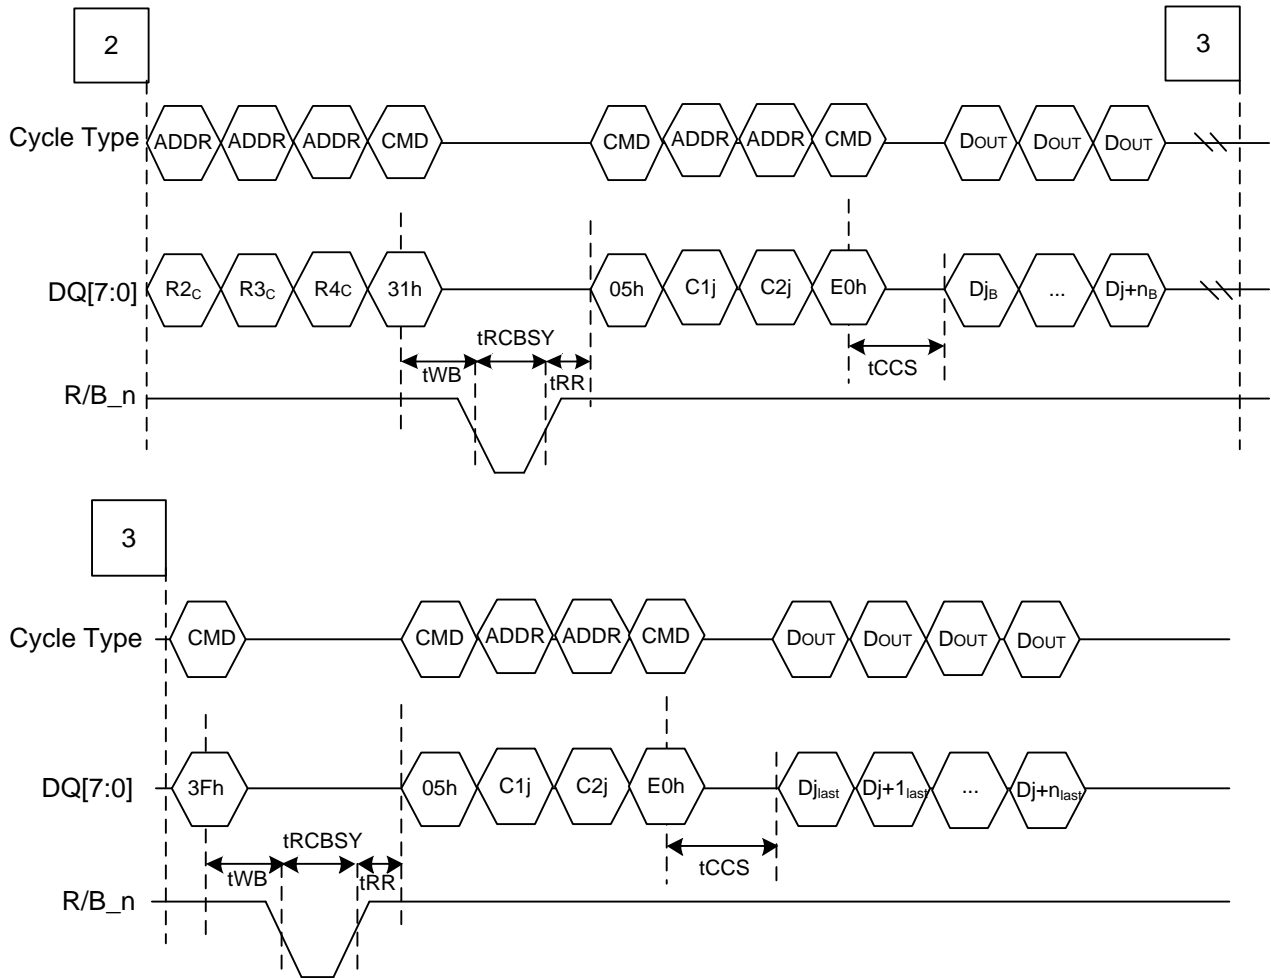 2
3
Cycle Type ADDR ADDR ADDR CMD CMD ADDR ADDR CMD DOUT DOUT DOUT
DQ[7:0] R2C R3C R4C 31h 05h C1j C2j E0h DjB ... Dj+nB
tWB tRCBSY tRR tCCS
R/B_n
3
Cycle Type CMD CMD ADDR ADDR CMD DOUT DOUT DOUT DOUT
DQ[7:0] 3Fh 05h C1j C2j E0h Djlast Dj+1last ... Dj+nlast
tWB tRCBSY tRR tCCS
R/B_n